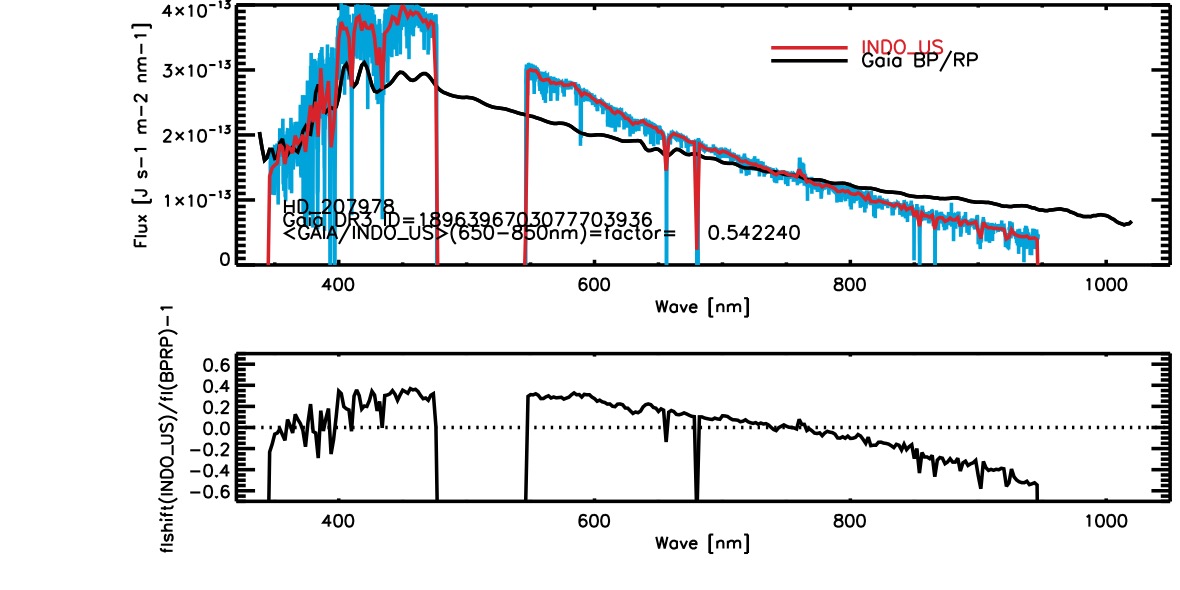 4×10−13
3×10−13
2×10−13
1×10−13
0
Flux [J s−1 m−2 nm−1]
INDO_US
Gaia BP/RP
HD_207978
Gaia DR3 ID=1896396703077703936
<GAIA/INDO_US>(650−850nm)=factor= 0.542240
400 600 800 1000
Wave [nm]
flshift(INDO_US)/fl(BPRP)−1
0.6
0.4
0.2
0.0
−0.2
−0.4
−0.6
400 600 800 1000
Wave [nm]